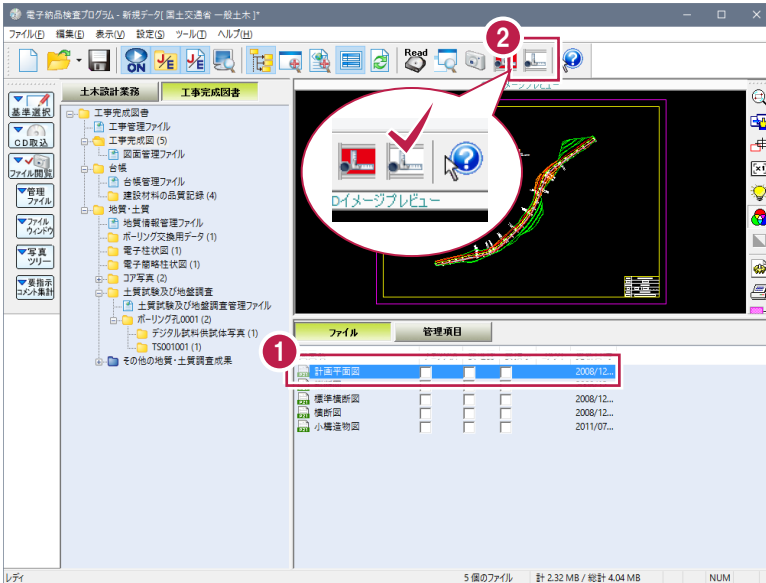 電子納品検査プログラム - 新規データ[ 国土交通省 一般土木 ]*
ファイル(F) 編集(E) 表示(V) 設定(S) ツール(T) ヘルプ(H)
ON
Read
2
基準選択
CD取込
ファイル閲覧
管理
ファイル
ファイル
ウィンドウ
写真
ツリー
要指示
コメント集計
土木設計業務 工事完成図書
工事完成図書
工事管理ファイル
工事完成図 (5)
図面管理ファイル
台帳
台帳管理ファイル
建設材料の品質記録 (4)
地質・土質
地質情報管理ファイル
ボーリング交換用データ (1)
電子柱状図 (1)
電子簡略柱状図 (1)
コア写真 (2)
土質試験及び地盤調査
土質試験及び地盤調査管理ファイル
ボーリング孔0001 (2)
デジタル試料供試体写真 (1)
TS001001 (1)
その他の地質・土質調査成果
メージプレビュー
Dイメージプレビュー
ファイル 管理項目
1
計画平面図 2008/12...
標準横断図 2008/12...
横断図 2008/12...
小構造物図 2011/07...
レディ 5 個のファイル 計 2.32 MB / 総計 4.04 MB NUM